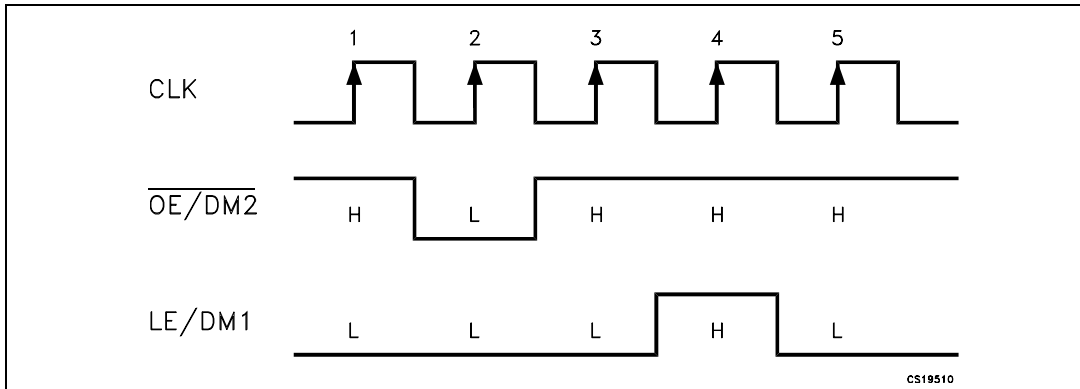 1 2 3 4 5
CLK
OE/DM2
H L H H H
LE/DM1
L L L H L
CS19510